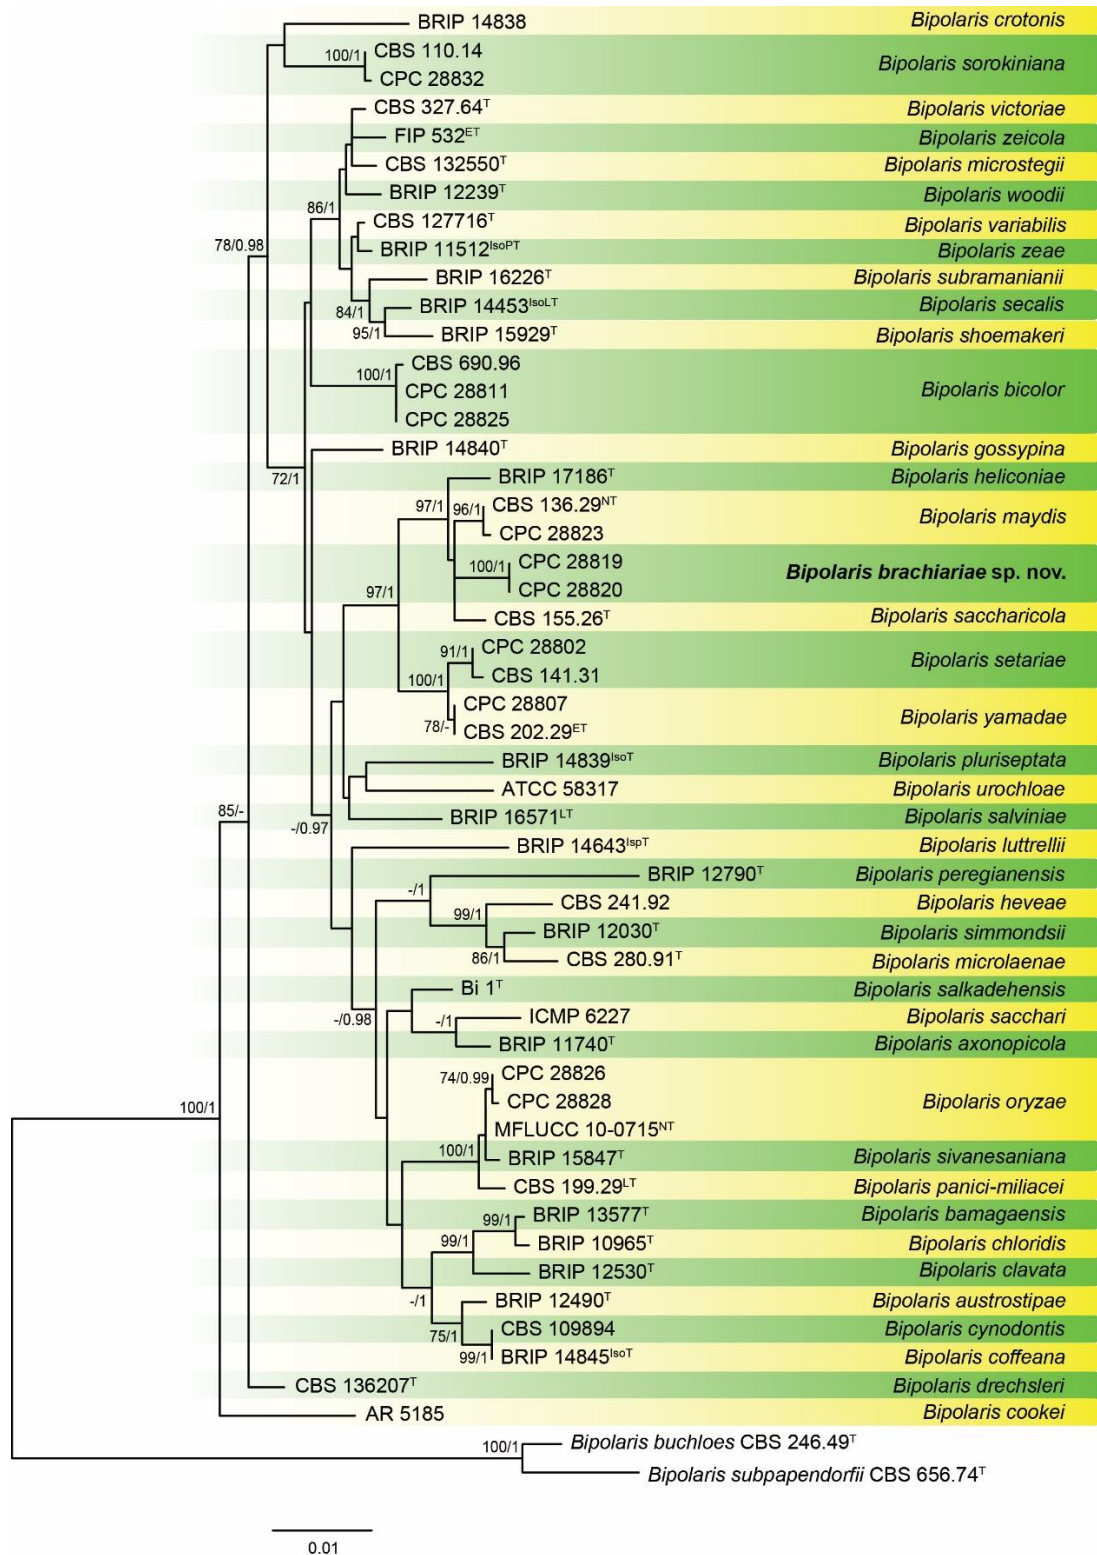 BRIP 14838 Bipolaris crotonis
CBS 110.14
100/1 Bipolaris sorokiniana
CPC 28832
CBS 327.64ᵀ Bipolaris victoriae
FIP 532ᴱᵀ Bipolaris zeicola
CBS 132550ᵀ Bipolaris microstegii
BRIP 12239ᵀ Bipolaris woodii
86/1
CBS 127716ᵀ Bipolaris variabilis
78/0.98
BRIP 11512IsoPT Bipolaris zeae
BRIP 16226ᵀ Bipolaris subramanianii
84/1 BRIP 14453IsoLT Bipolaris secalis
95/1 BRIP 15929ᵀ Bipolaris shoemakeri
CBS 690.96
100/1
CPC 28811 Bipolaris bicolor
CPC 28825
BRIP 14840ᵀ Bipolaris gossypina
72/1
BRIP 17186ᵀ Bipolaris heliconiae
97/1 96/1 CBS 136.29ᴺᵀ
Bipolaris maydis
CPC 28823
CPC 28819
100/1 Bipolaris brachiariae sp. nov.
CPC 28820
97/1
CBS 155.26ᵀ Bipolaris saccharicola
91/1 CPC 28802
Bipolaris setariae
CBS 141.31
100/1
CPC 28807
Bipolaris yamadae
78/- CBS 202.29ᴱᵀ
BRIP 14839IsoT Bipolaris pluriseptata
ATCC 58317 Bipolaris urochloae
85/-
BRIP 16571ᴸᵀ Bipolaris salviniae
-/0.97
BRIP 14643IspT Bipolaris luttrellii
BRIP 12790ᵀ Bipolaris peregianensis
-/1
CBS 241.92 Bipolaris heveae
99/1
BRIP 12030ᵀ Bipolaris simmondsii
86/1 CBS 280.91ᵀ Bipolaris microlaenae
Bi 1ᵀ Bipolaris salkadehensis
-/0.98
-/1 ICMP 6227 Bipolaris sacchari
BRIP 11740ᵀ Bipolaris axonopicola
CPC 28826
74/0.99
CPC 28828 Bipolaris oryzae
100/1
MFLUCC 10-0715ᴺᵀ
100/1
BRIP 15847ᵀ Bipolaris sivanesaniana
CBS 199.29ᴸᵀ Bipolaris panici-miliacei
99/1 BRIP 13577ᵀ Bipolaris bamagaensis
99/1 BRIP 10965ᵀ Bipolaris chloridis
BRIP 12530ᵀ Bipolaris clavata
-/1
BRIP 12490ᵀ Bipolaris austrostipae
75/1 CBS 109894 Bipolaris cynodontis
99/1 BRIP 14845IsoT Bipolaris coffeana
CBS 136207ᵀ Bipolaris drechsleri
AR 5185 Bipolaris cookei
100/1 Bipolaris buchloes CBS 246.49ᵀ
Bipolaris subpapendorfii CBS 656.74ᵀ
0.01